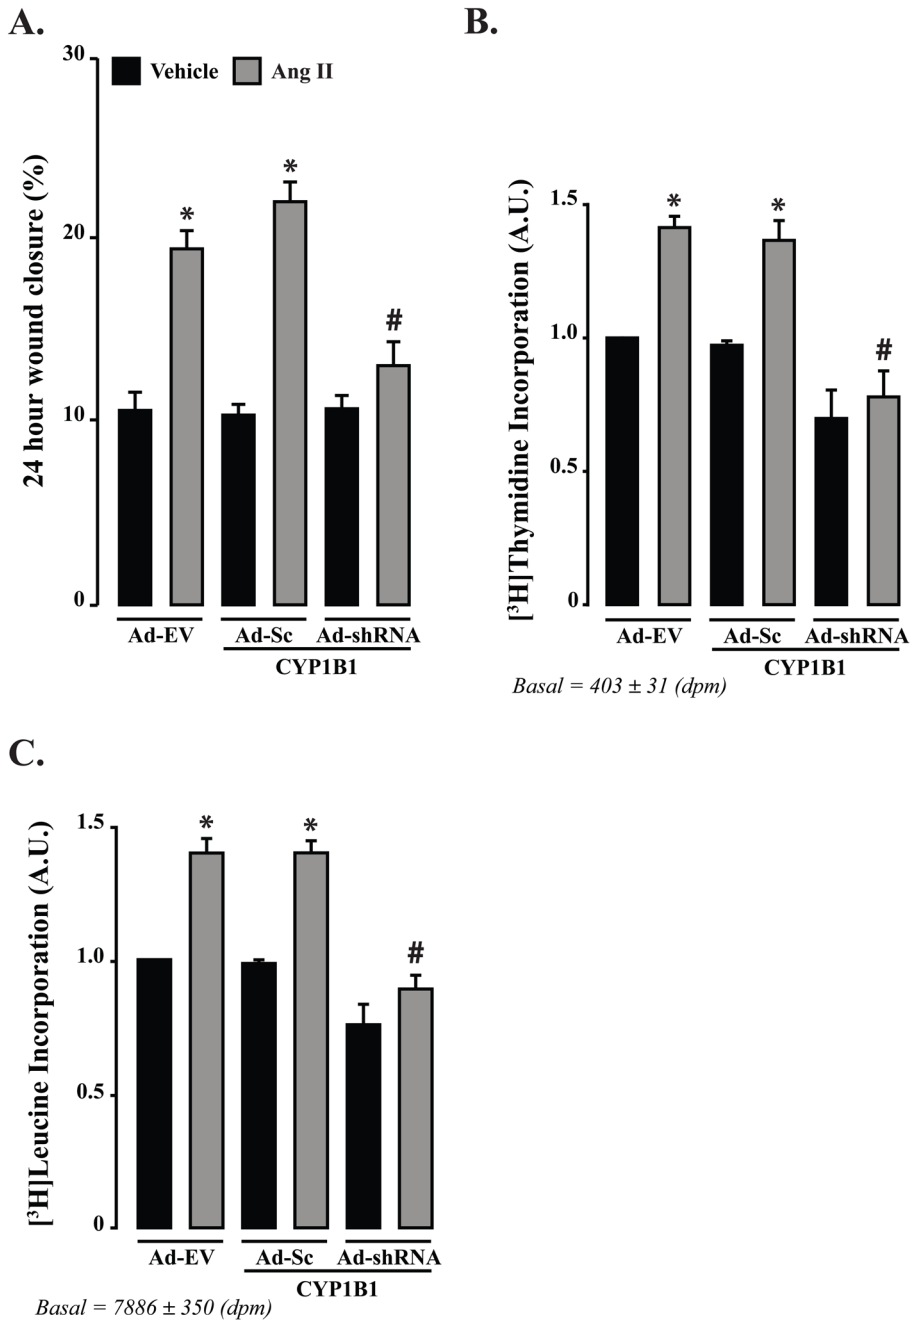 A.
30
20
10
0
24 hour wound closure (%)
Vehicle
Ang II
*
*
#
Ad-EV
Ad-Sc
Ad-shRNA
CYP1B1
B.
1.5
1.0
0.5
0
[³H]Thymidine Incorporation (A.U.)
*
*
#
Ad-EV
Ad-Sc
Ad-shRNA
CYP1B1
Basal = 403 ± 31 (dpm)
C.
1.5
1.0
0.5
0
[³H]Leucine Incorporation (A.U.)
*
*
#
Ad-EV
Ad-Sc
Ad-shRNA
CYP1B1
Basal = 7886 ± 350 (dpm)